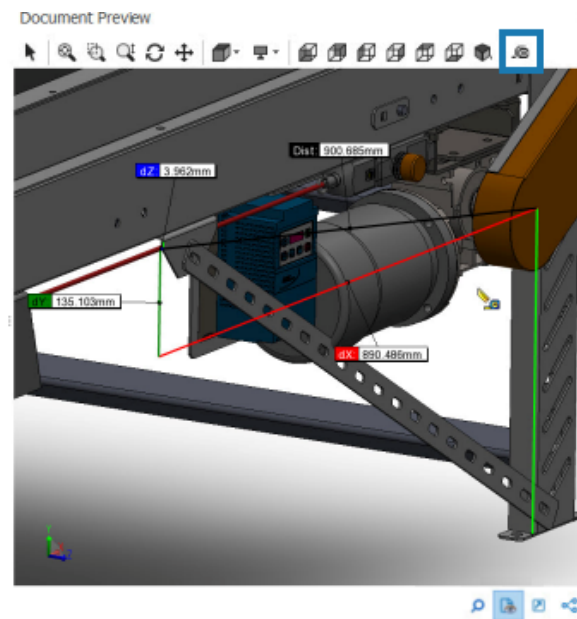 Document Preview
Dist: 900.685mm
dZ: 3.962mm
dY: 135.103mm
dX: 890.486mm